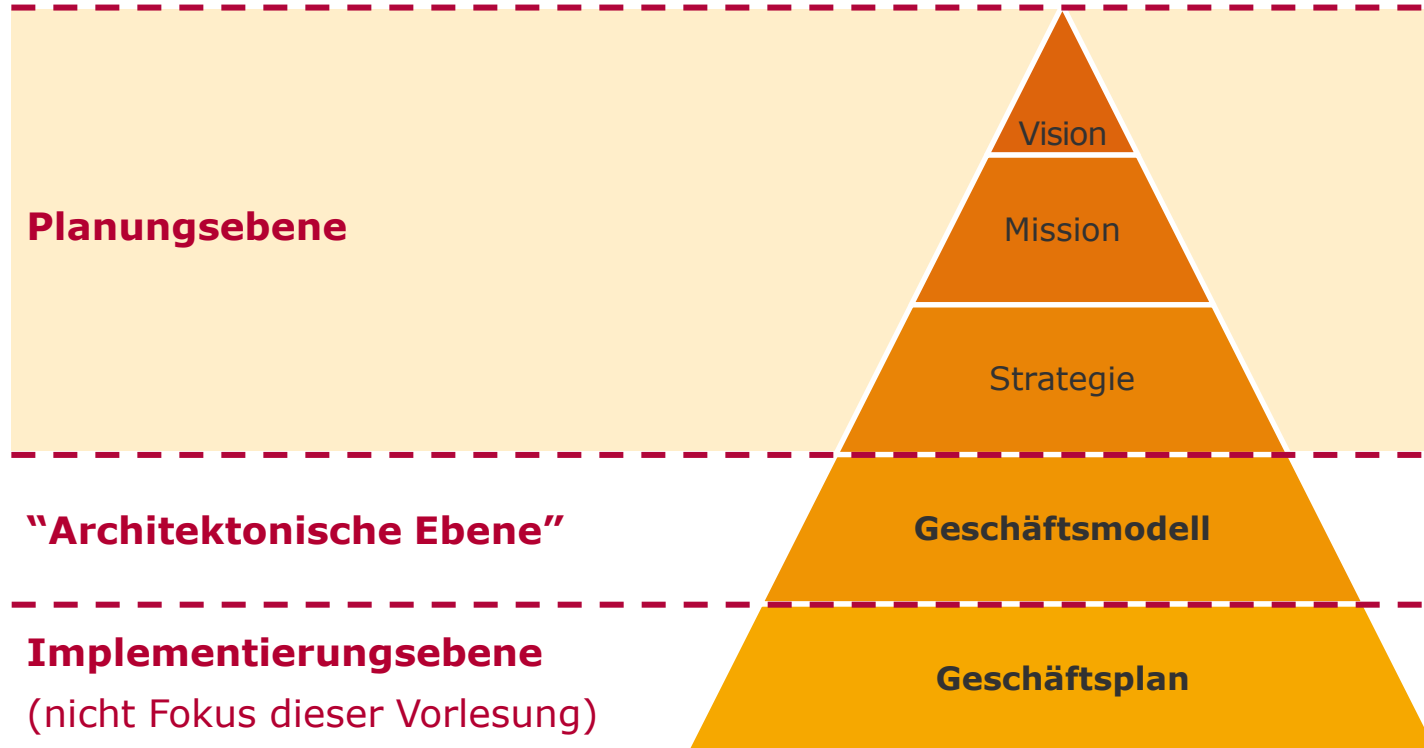 Vision
Planungsebene
Mission
Strategie
“Architektonische Ebene”
Geschäftsmodell
Implementierungsebene
(nicht Fokus dieser Vorlesung)
Geschäftsplan